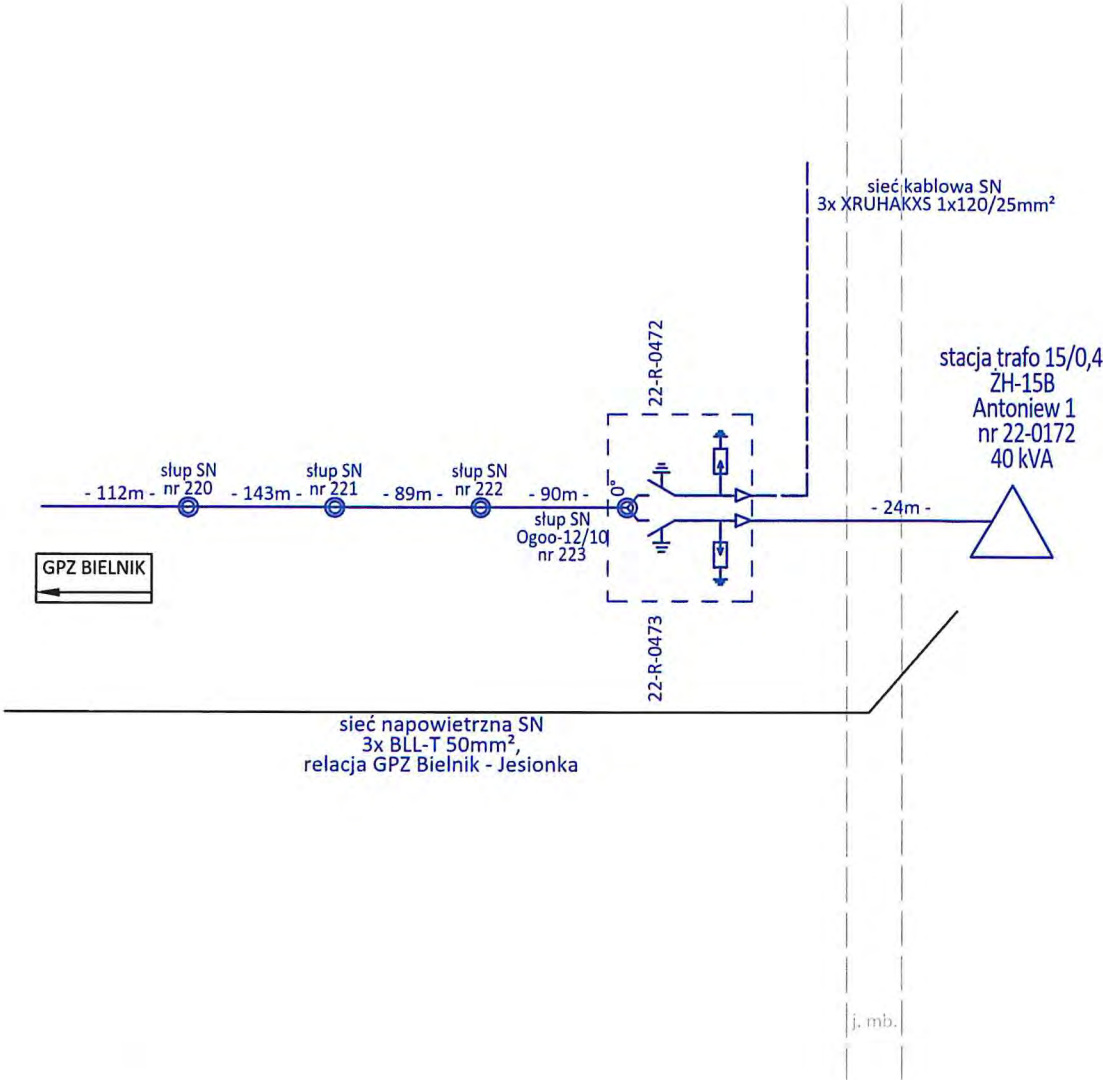 sieć kablowa SN
3x XRUHAKXS 1x120/25mm²
22-R-0472
stacja trafo 15/0,4
ŻH-15B
Antoniew 1
nr 22-0172
40 kVA
słup SN
nr 220
słup SN
nr 221
słup SN
nr 222
- 112m -
- 143m -
- 89m -
- 90m -
0°
- 24m -
słup SN
Ogoo-12/10
nr 223
GPZ BIELNIK
22-R-0473
sieć napowietrzna SN
3x BLL-T 50mm²,
relacja GPZ Bielnik - Jesionka
j. mb.